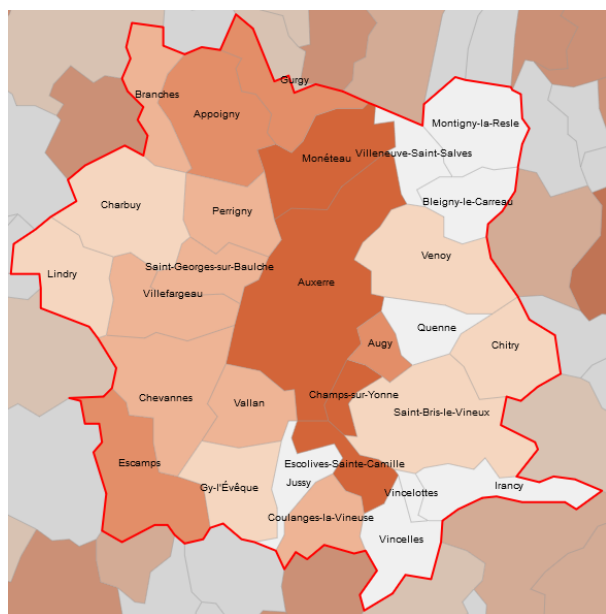 Gurgy
Branches
Appoigny
Montigny-la-Resle
Monéteau
Villeneuve-Saint-Salves
Bleigny-le-Carreau
Charbuy
Perrigny
Venoy
Saint-Georges-sur-Baulche
Lindry
Auxerre
Villefargeau
Quenne
Augy
Chitry
Chevannes
Vallan
Champs-sur-Yonne
Saint-Bris-le-Vineux
Escamps
Escolives-Sainte-Camille
Gy-l'Évêque
Jussy
Irancy
Vincelottes
Coulanges-la-Vineuse
Vincelles